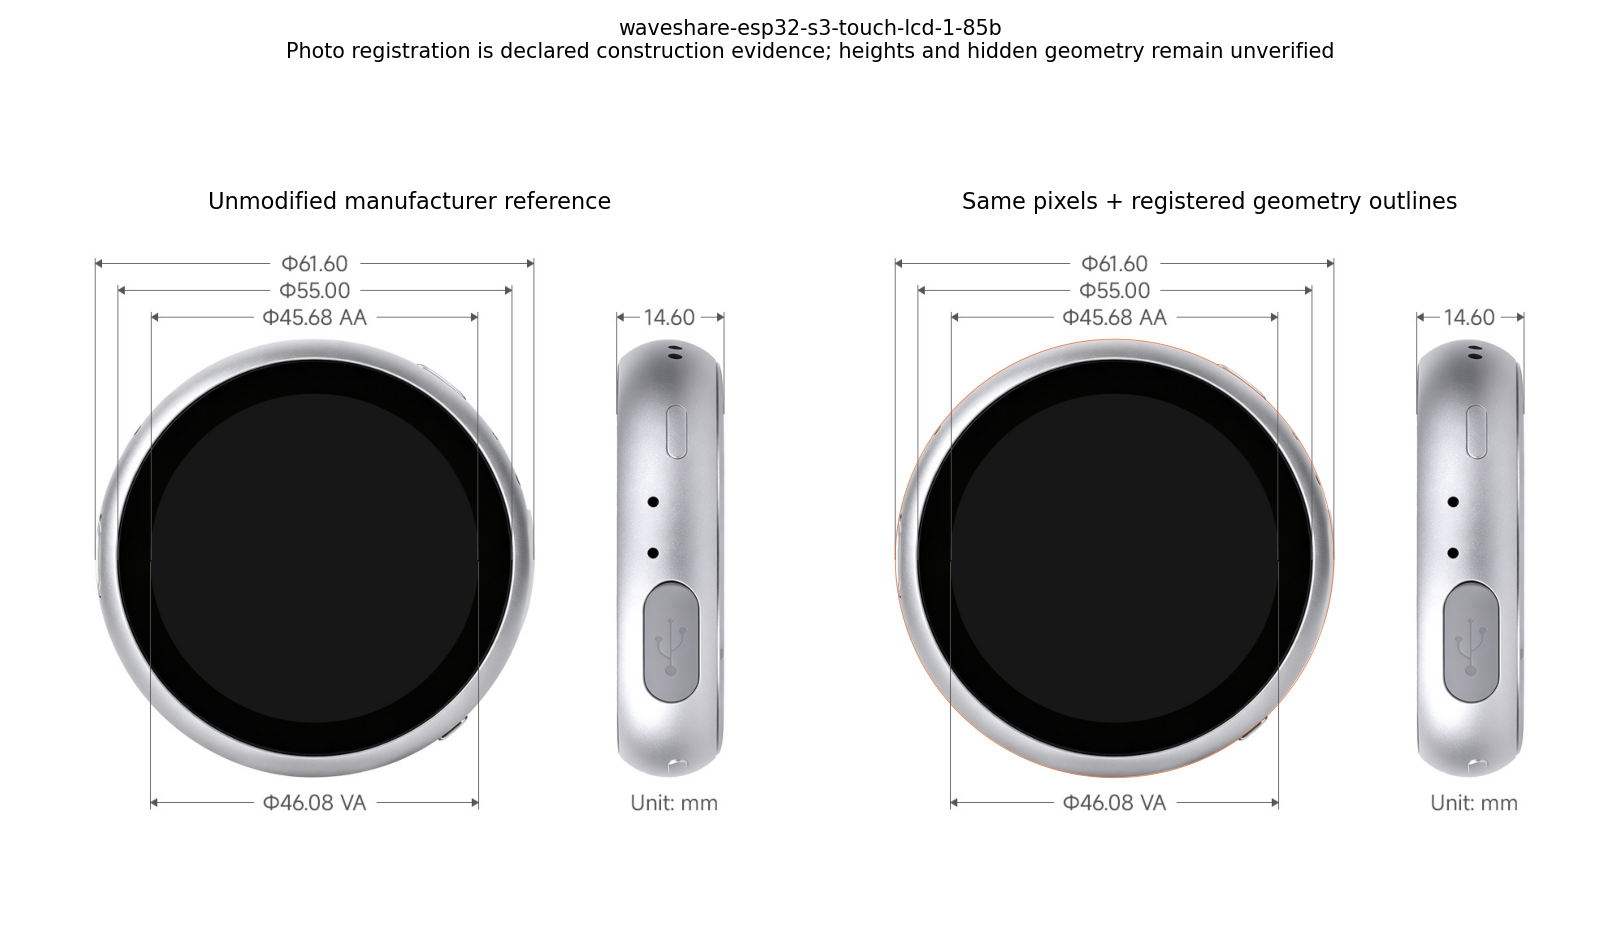 waveshare-esp32-s3-touch-lcd-1-85b
Photo registration is declared construction evidence; heights and hidden geometry remain unverified
Unmodified manufacturer reference
Φ61.60
Φ55.00
Φ45.68 AA
14.60
Φ46.08 VA
Unit: mm
Same pixels + registered geometry outlines
Φ61.60
Φ55.00
Φ45.68 AA
14.60
Φ46.08 VA
Unit: mm